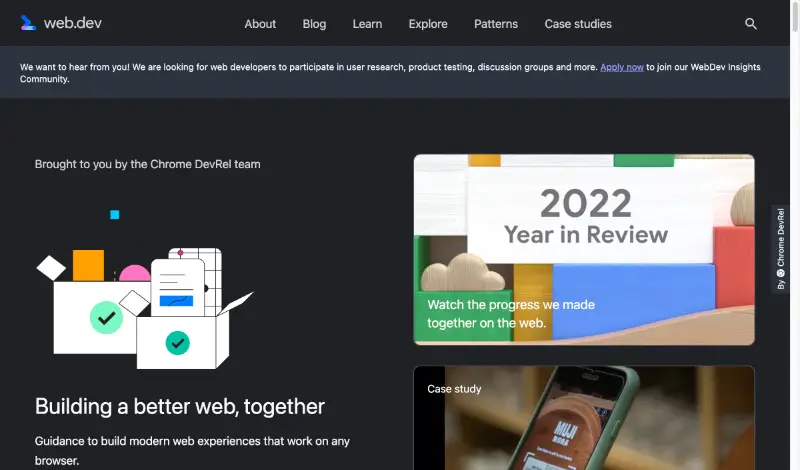 web.dev
About
Blog
Learn
Explore
Patterns
Case studies
We want to hear from you! We are looking for web developers to participate in user research, product testing, discussion groups and more. Apply now to join our WebDev Insights
Community.
Brought to you by the Chrome DevRel team
2022
Year in Review
Watch the progress we made
together on the web.
By Chrome DevRel
Case study
MUJI
Building a better web, together
Guidance to build modern web experiences that work on any
browser.